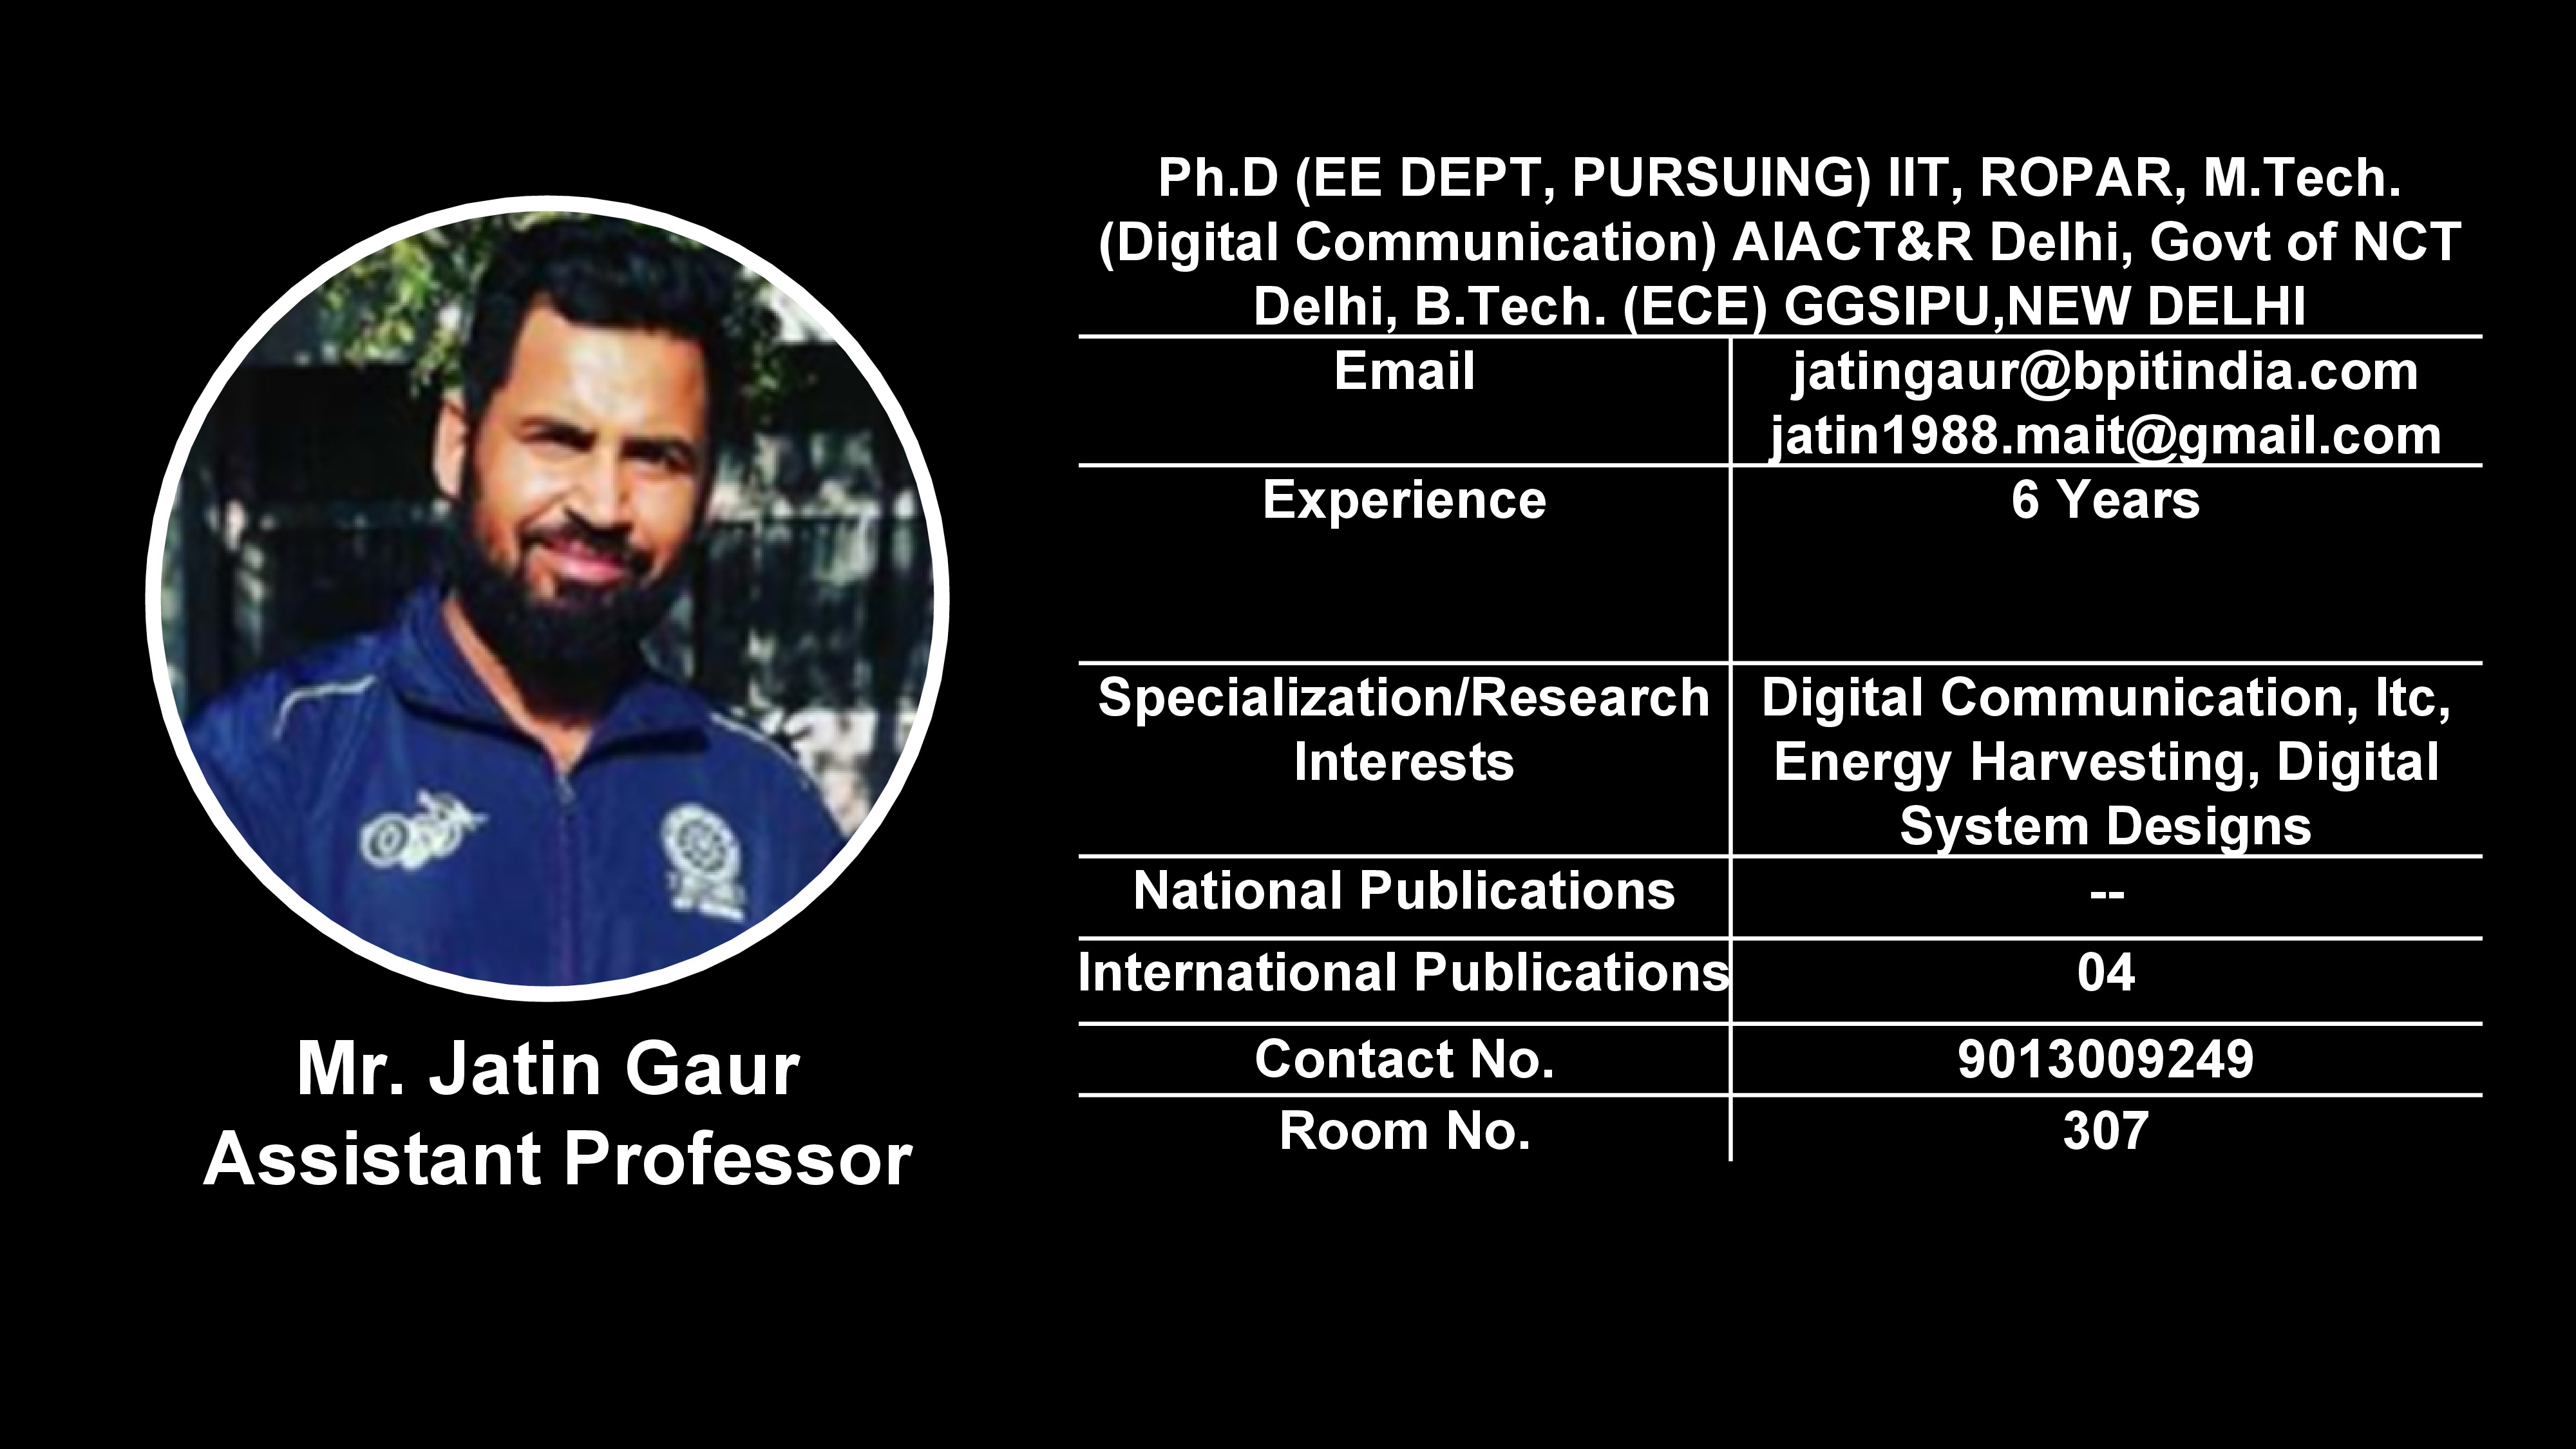 Ph.D (EE DEPT, PURSUING) IIT, ROPAR, M.Tech.
(Digital Communication) AIACT&R Delhi, Govt of NCT
Delhi, B.Tech. (ECE) GGSIPU,NEW DELHI
Email jatingaur@bpitindia.com
jatin1988.mait@gmail.com
Experience 6 Years
Specialization/Research Digital Communication, Itc,
Interests Energy Harvesting, Digital
System Designs
National Publications --
International Publications 04
Contact No. 9013009249
Room No. 307
Mr. Jatin Gaur
Assistant Professor